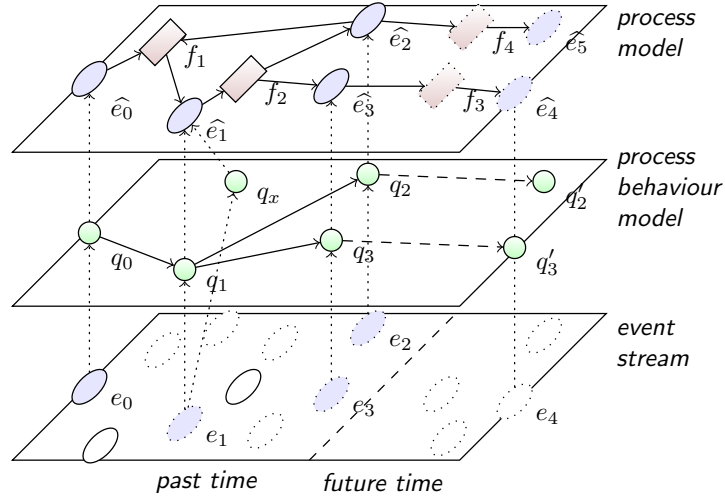 process
model
f₁
ê₂
f₄
ê₅
ê₀
f₂
ê₁
ê₃
f₃
ê₄
process
behaviour
model
qₓ
q₂
q₂′
q₀
q₁
q₃
q₃′
event
stream
e₂
e₀
e₁
e₃
e₄
past time
future time